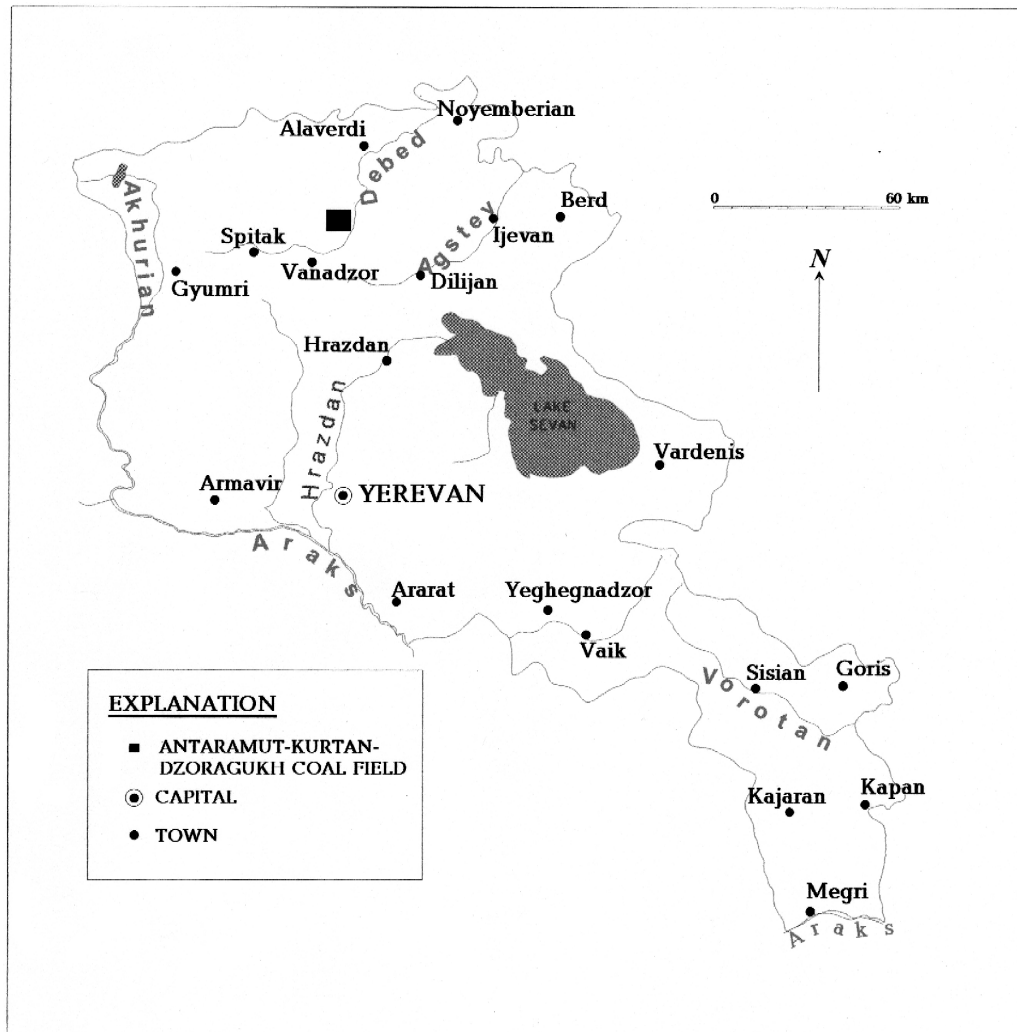 Noyemberian
Alaverdi
Debed
Akhurian
Berd
0 60 km
Agstey
Ijevan
Spitak
Vanadzor
Dilijan
Gyumri
N
Hrazdan
Hrazdan
LAKE
SEVAN
Vardenis
Armavir
YEREVAN
Araks
Ararat
Yeghegnadzor
Vaik
Sisian
Goris
Vorotan
EXPLANATION
ANTARAMUT-KURTAN-
DZORAGUKH COAL FIELD
CAPITAL
TOWN
Kajaran
Kapan
Megri
Araks